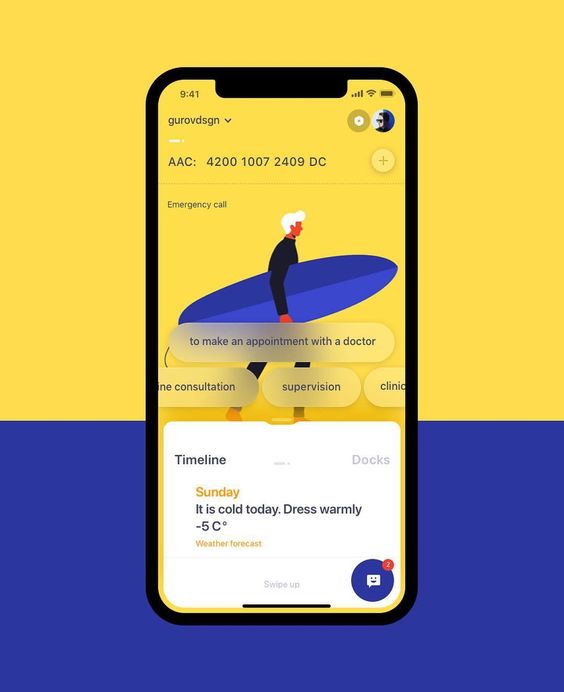 9:41
gurovdsgn
AAC: 4200 1007 2409 DC
Emergency call
to make an appointment with a doctor
ine consultation
supervision
clinic
Timeline
Docks
Sunday
It is cold today. Dress warmly
-5 C°
Weather forecast
Swipe up
2